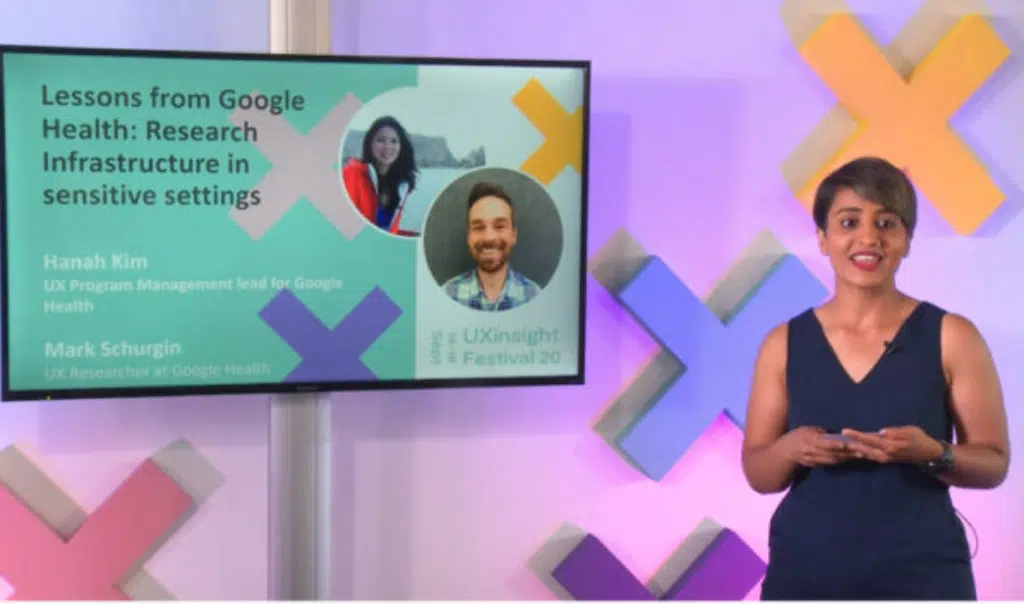 Lessons from Google
Health: Research
Infrastructure in
sensitive settings
Hanah Kim
UX Program Management lead for Google
Health
Mark Schurgin
UX Researcher at Google Health
Sept
UXinsight
Festival 20